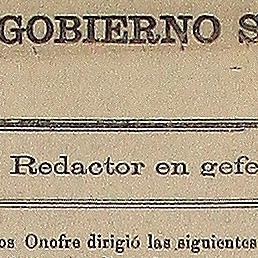 GOBIERNO S
Redactor en gefe
os Onofre dirigió las siguientes